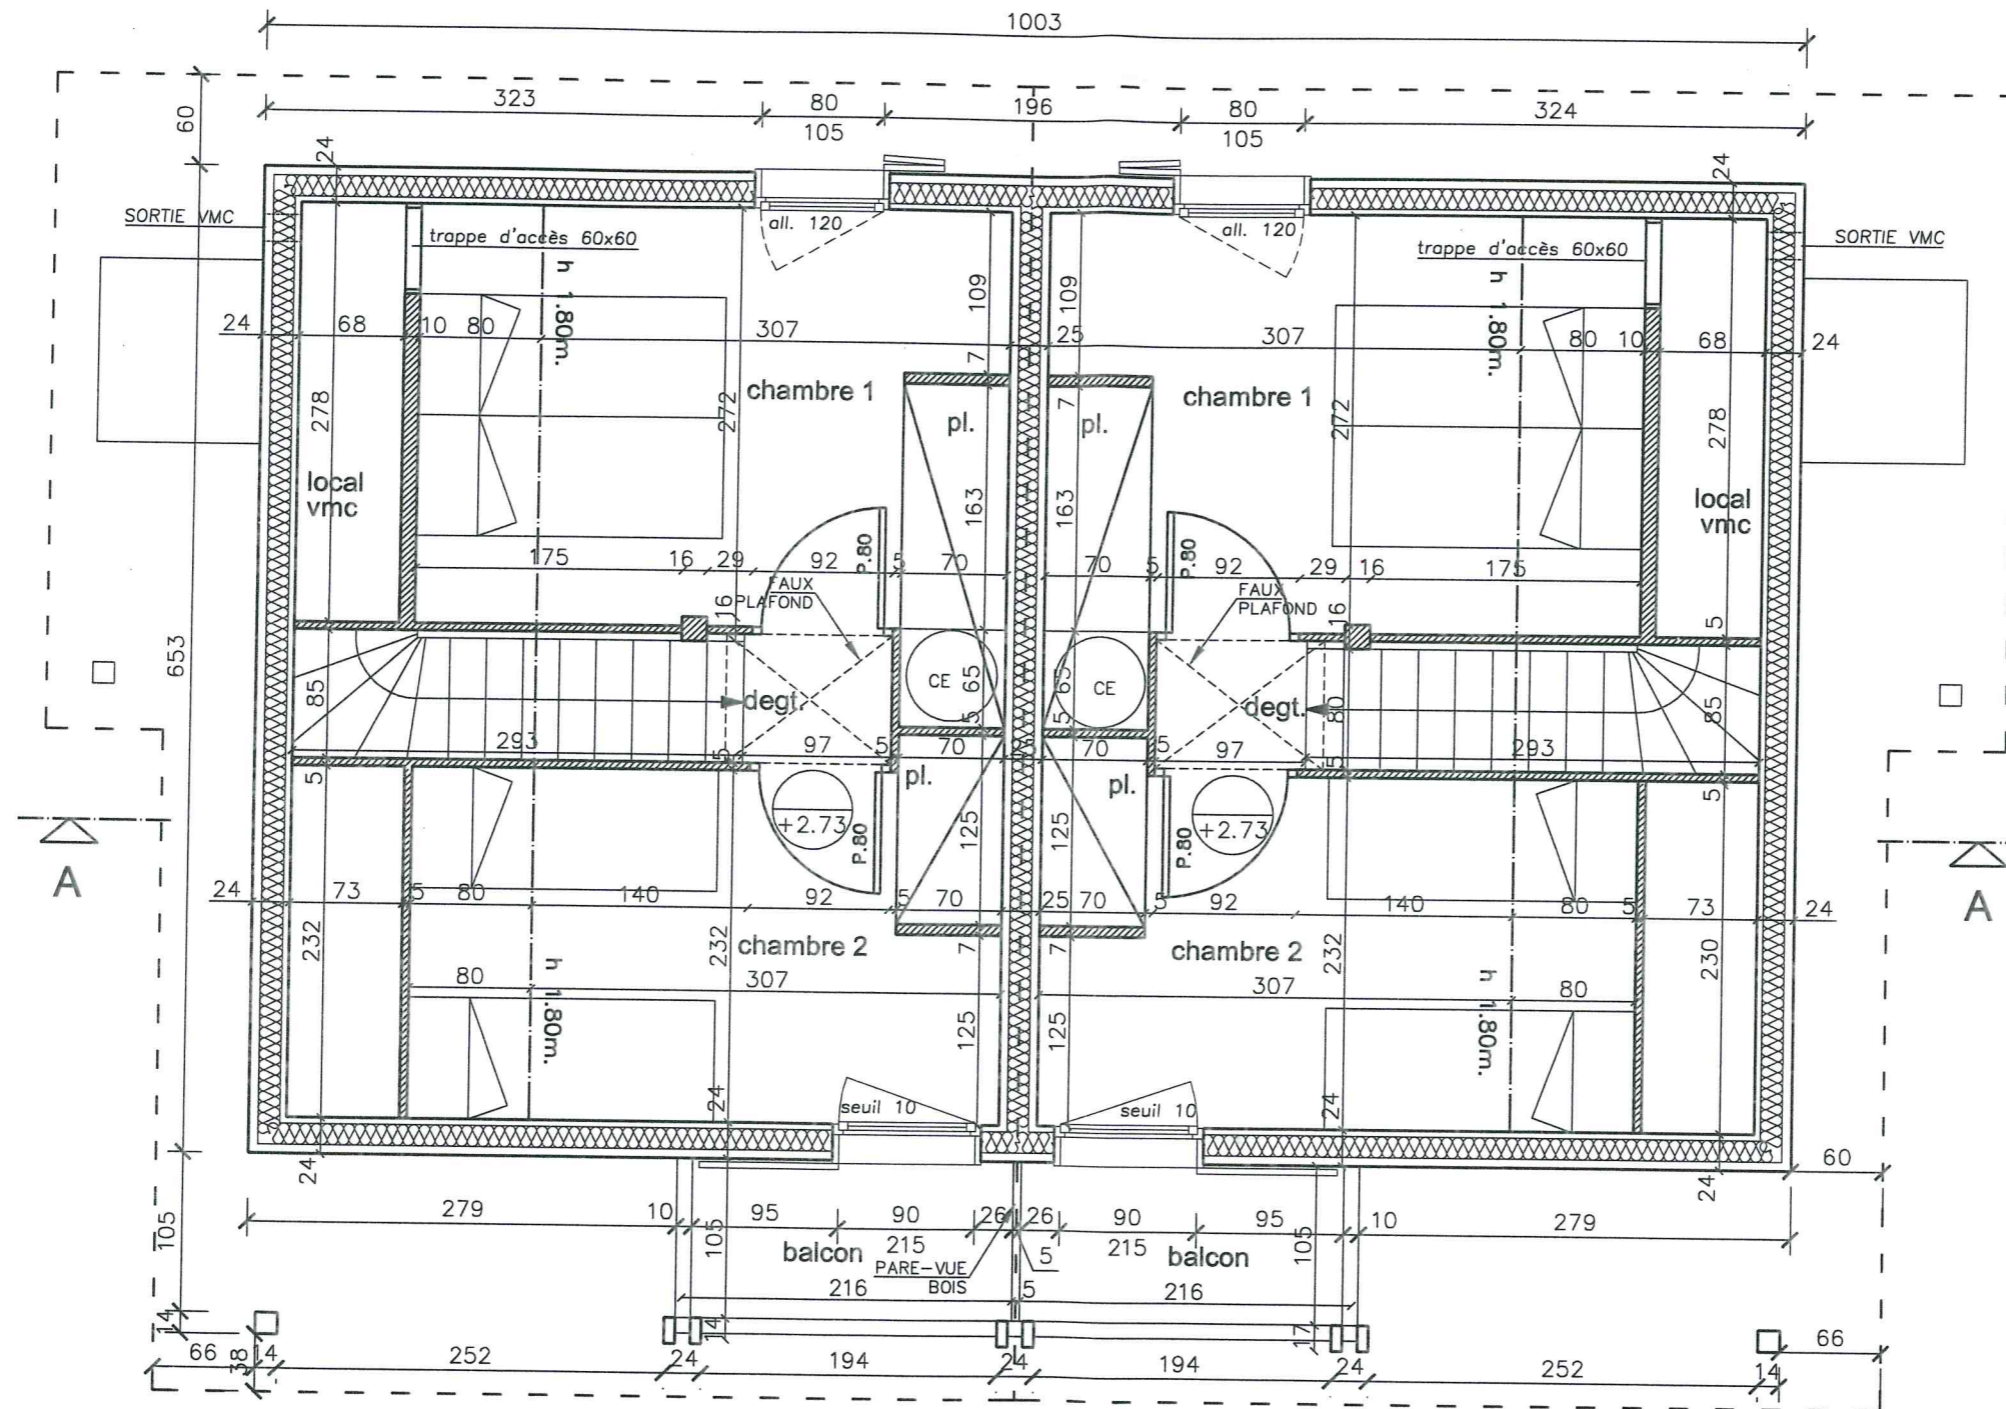 1003
323 80 196 80 324
105 105
60
24 24
SORTIE VMC
SORTIE VMC
all. 120
all. 120
trappe d'accès 60x60
trappe d'accès 60x60
h 1.80m.
h 1.80m.
109 109
24 68 10 80 307 25 307 80 10 68 24
7 7
chambre 1
chambre 1
278 272 272 278
pl.
pl.
local
vmc
local
vmc
163 163
P.80
P.80
175 16 29 92 5 70 70 5 92 29 16 175
FAUX
PLAFOND
FAUX
PLAFOND
16 16
5
653
85 65 65 80 85
CE
CE
degt.
degt.
5 5
293 97 5 70 25 70 5 97 293
5 5 5 5
pl.
pl.
+2.73
+2.73
P.80
P.80
125 125
A
A
24 73 5 80 140 92 5 70 25 70 5 92 140 80 5 73 24
232 232 232 230
chambre 2
chambre 2
7 7
80 307 307 80
h 1.80m.
h 1.80m.
125 125
24 24
seuil 10
seuil 10
24 24
60
279 10 95 90 26 26 90 95 10 279
215 215
105 105 105
balcon
balcon
PARE-VUE
BOIS
5
216 5 216
14 14 17
66 38 14 252 24 194 24 194 24 252 14 66